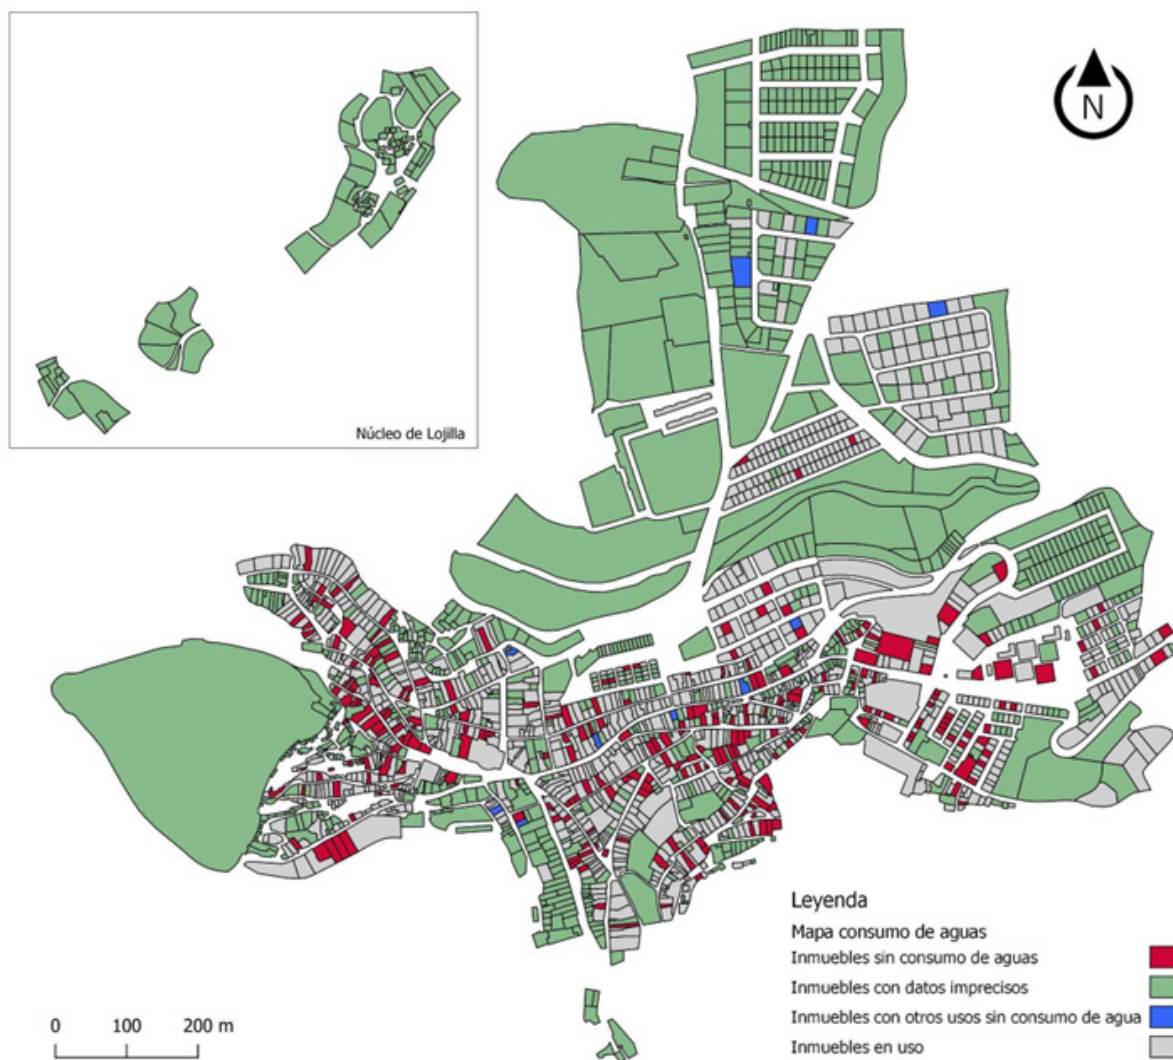 N
Núcleo de Lojilla
Leyenda
Mapa consumo de aguas
Inmuebles sin consumo de aguas
Inmuebles con datos imprecisos
Inmuebles con otros usos sin consumo de agua
Inmuebles en uso
0 100 200 m